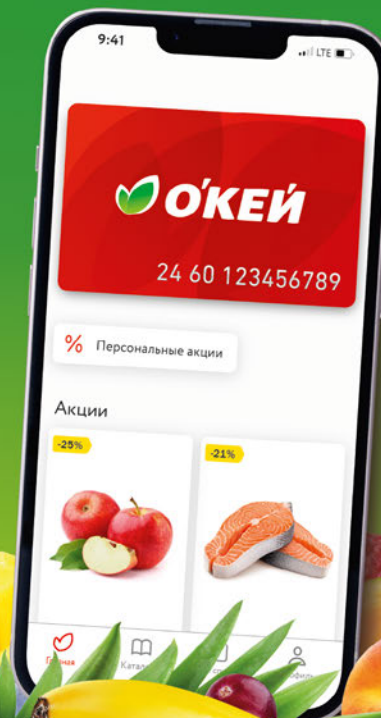 9:41
LTE
О'КЕЙ
24 60 123456789
% Персональные акции
Акции
-25%
-21%